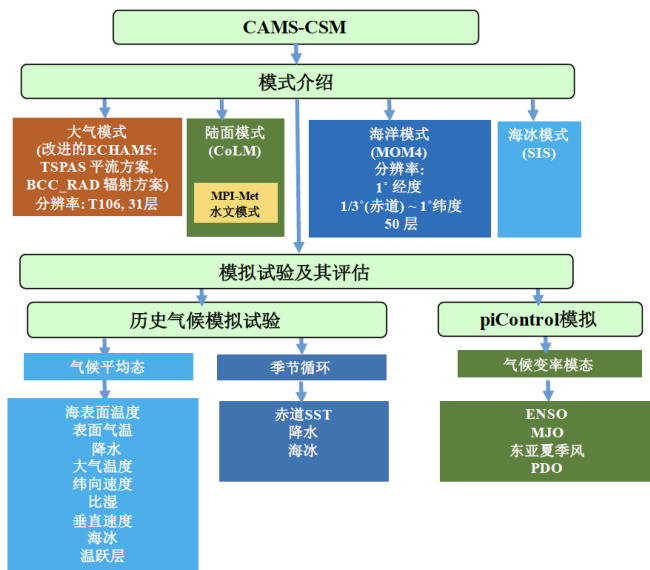 CAMS-CSM
模式介绍
大气模式
(改进的ECHAM5:
TSPAS 平流方案,
BCC_RAD 辐射方案)
分辨率: T106, 31层
陆面模式
(CoLM)
MPI-Met
水文模式
海洋模式
(MOM4)
分辨率:
1° 经度
1/3°(赤道) ~ 1°纬度
50 层
海冰模式
(SIS)
模拟试验及其评估
历史气候模拟试验
piControl模拟
气候平均态
季节循环
气候变率模态
海表面温度
表面气温
降水
大气温度
纬向速度
比湿
垂直速度
海冰
温跃层
赤道SST
降水
海冰
ENSO
MJO
东亚夏季风
PDO